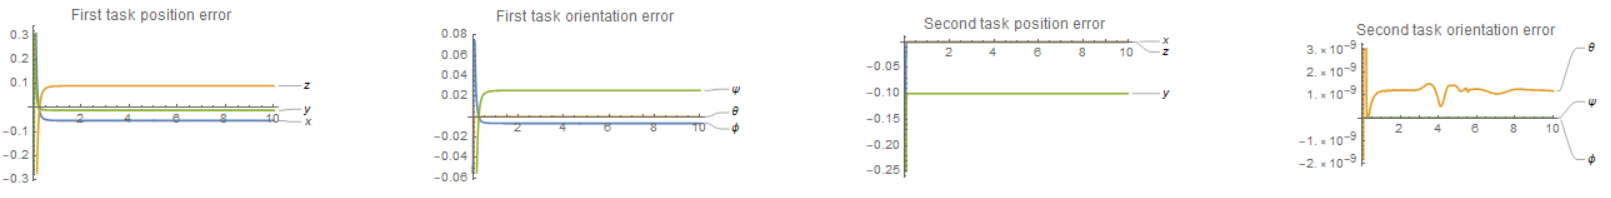 First task position error
0.3
0.2
0.1
-0.1
-0.2
-0.3
2
4
6
8
10
z
y
x
First task orientation error
0.08
0.06
0.04
0.02
-0.02
-0.04
-0.06
2
4
6
8
10
ψ
θ
ϕ
Second task position error
-0.05
-0.10
-0.15
-0.20
-0.25
2
4
6
8
10
x
z
y
Second task orientation error
3. × 10⁻⁹
2. × 10⁻⁹
1. × 10⁻⁹
-1. × 10⁻⁹
-2. × 10⁻⁹
2
4
6
8
10
θ
ψ
ϕ